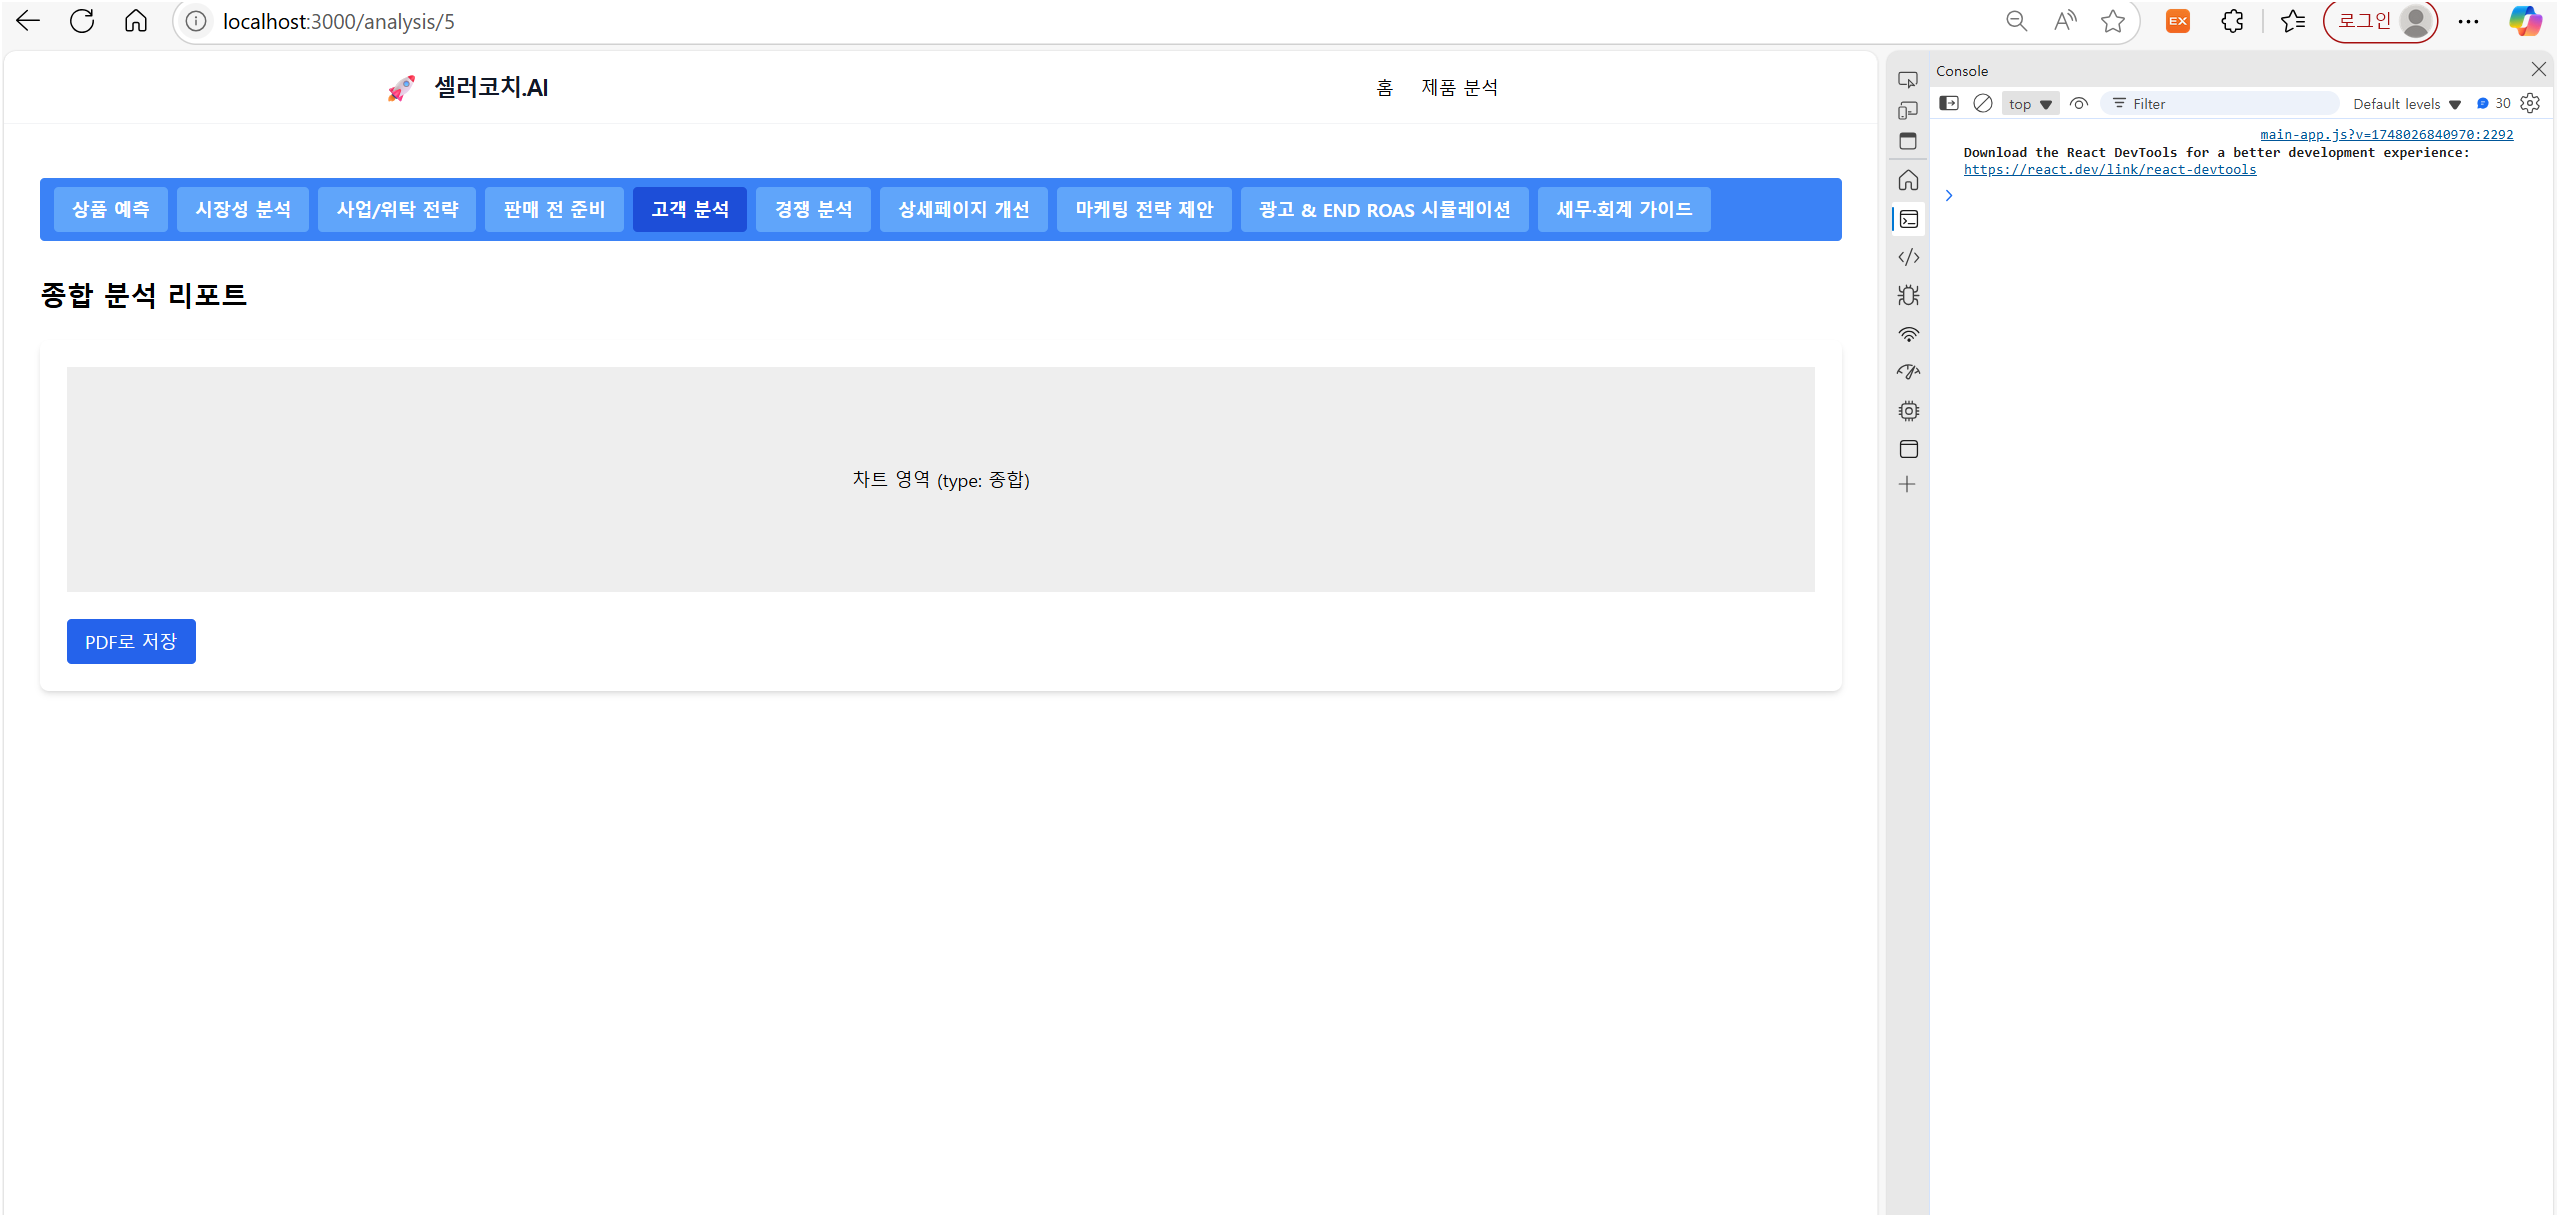 localhost:3000/analysis/5
EX
로그인
🚀 셀러코치.AI
홈 제품 분석
상품 예측 시장성 분석 사업/위탁 전략 판매 전 준비 고객 분석 경쟁 분석 상세페이지 개선 마케팅 전략 제안 광고 & END ROAS 시뮬레이션 세무·회계 가이드
종합 분석 리포트
차트 영역 (type: 종합)
PDF로 저장
Console
top Filter Default levels 30
main-app.js?v=1748026840970:2292
Download the React DevTools for a better development experience:
https://react.dev/link/react-devtools